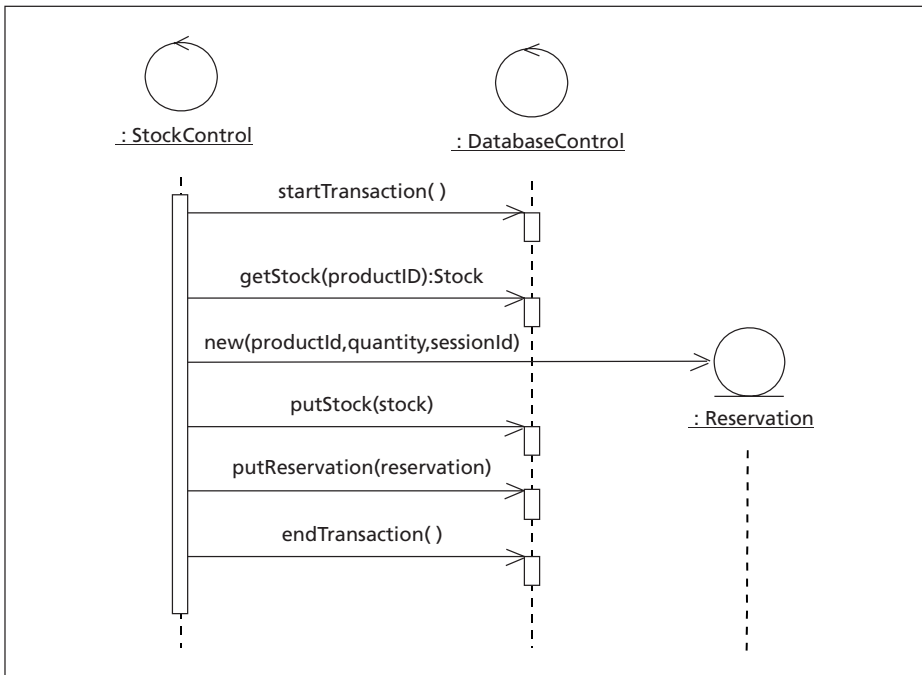 : StockControl
: DatabaseControl
startTransaction( )
getStock(productID):Stock
new(productId,quantity,sessionId)
: Reservation
putStock(stock)
putReservation(reservation)
endTransaction( )